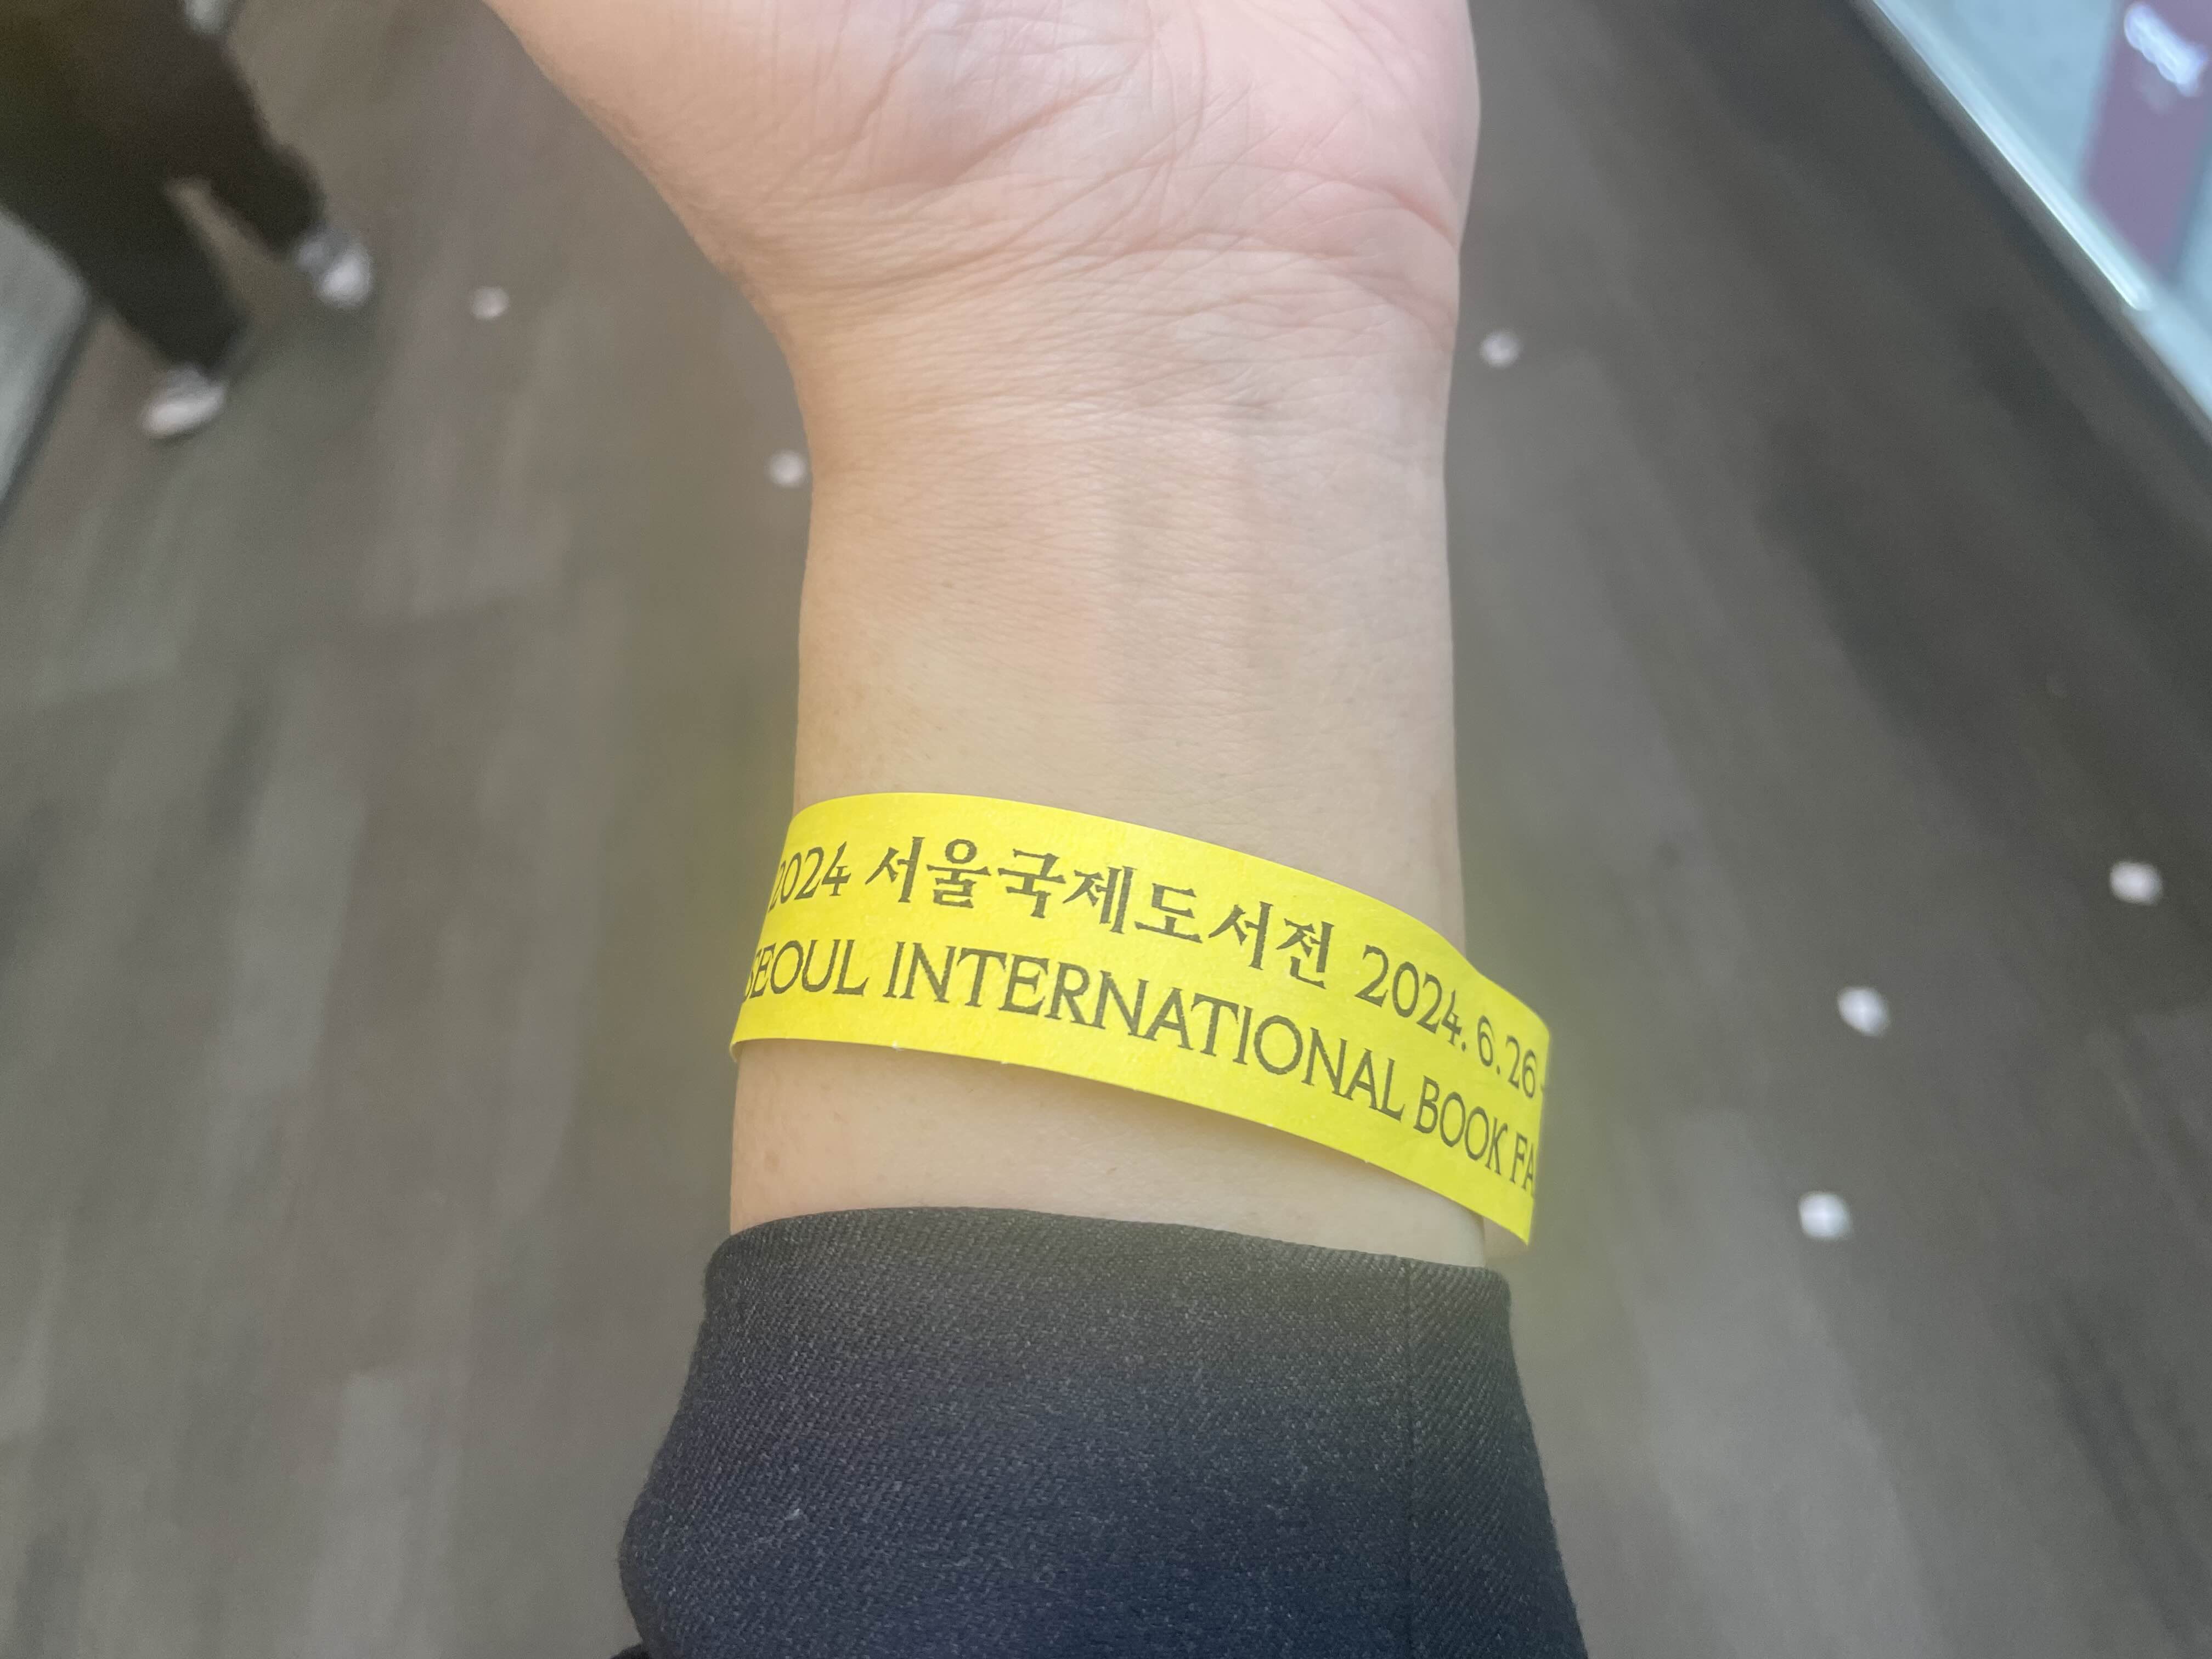 2024 서울국제도서전 2024. 6. 26 -
SEOUL INTERNATIONAL BOOK